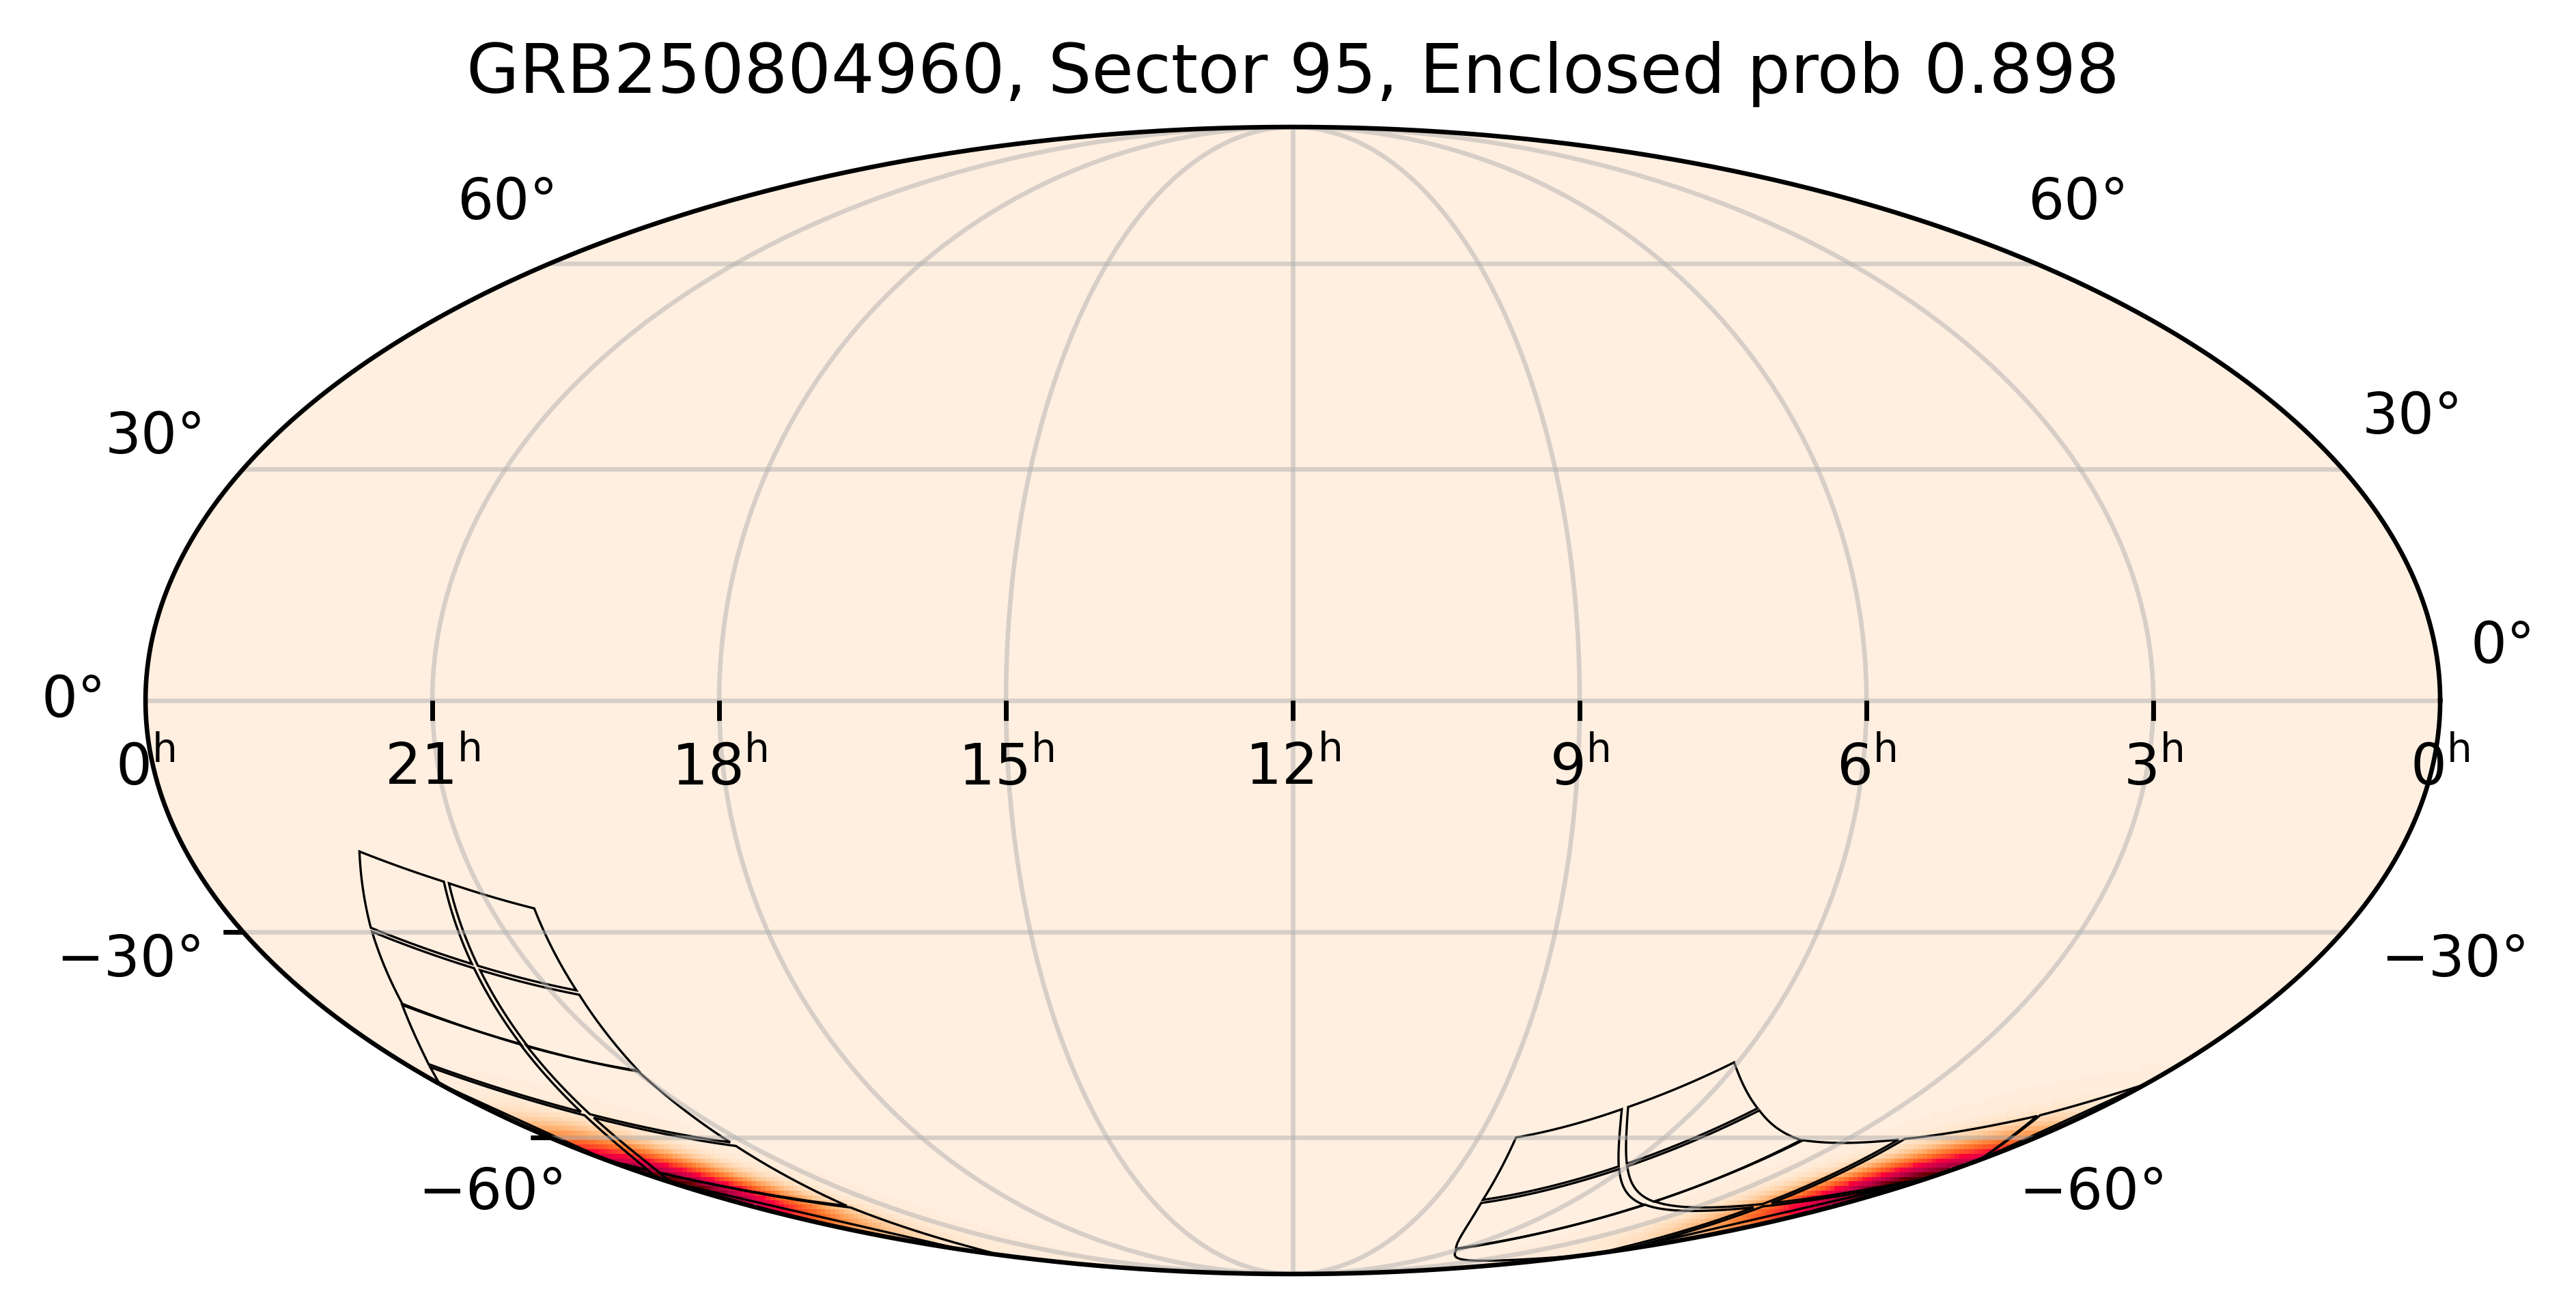 GRB250804960, Sector 95, Enclosed prob 0.898
60° 60°
30° 30°
0° 0°
0ʰ 21ʰ 18ʰ 15ʰ 12ʰ 9ʰ 6ʰ 3ʰ 0ʰ
−30° −30°
−60° −60°